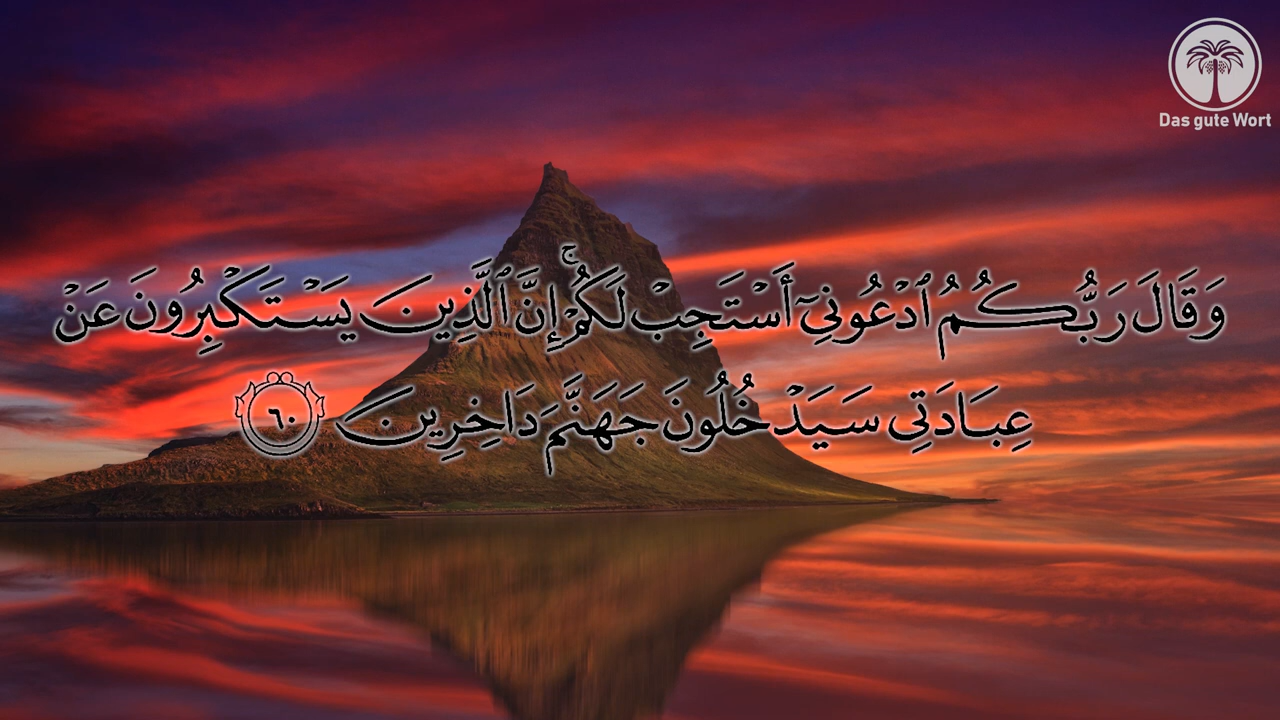 Das gute Wort
وَقَالَ رَبُّكُمُ ٱدْعُونِىٓ أَسْتَجِبْ لَكُمْ ۚ إِنَّ ٱلَّذِينَ يَسْتَكْبِرُونَ عَنْ
عِبَادَتِى سَيَدْخُلُونَ جَهَنَّمَ دَاخِرِينَ ٦٠